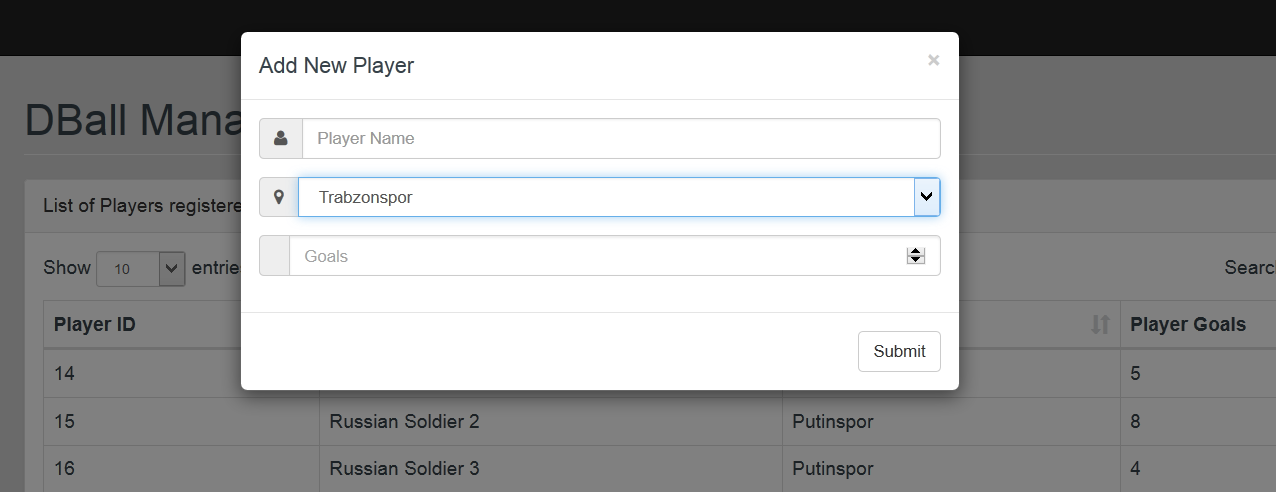 Add New Player
×
DBall Mana
Player Name
List of Players registere
Trabzonspor
Show 10 entrie
Goals
Searc
Player ID
Player Goals
Submit
14
5
15 Russian Soldier 2 Putinspor 8
16 Russian Soldier 3 Putinspor 4